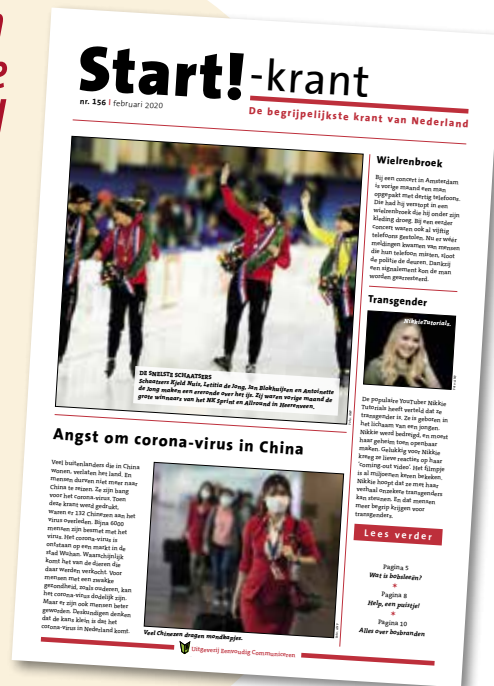 Start!-krant
nr. 156 | februari 2020
De begrijpelijkste krant van Nederland
DE SNELSTE SCHAATSERS
Schaatsers Kjeld Nuis, Letitia de Jong, Jan Blokhuijsen en Antoinette
de Jong maken een ereronde over het ijs. Zij waren vorige maand de
grote winnaars van het NK Sprint en Allround in Heerenveen.
Angst om corona-virus in China
Veel buitenlanders die in China
wonen, verlaten het land. En
mensen durven niet meer naar
China te reizen. Ze zijn bang
voor het corona-virus. Toen
deze krant werd gedrukt,
waren er 132 Chinezen aan het
virus overleden. Bijna 6000
mensen zijn besmet met het
virus. Het corona-virus is
ontstaan op een markt in de
stad Wuhan. Waarschijnlijk
komt het van de dieren die
daar werden verkocht. Voor
mensen met een zwakke
gezondheid, zoals ouderen, kan
het corona-virus dodelijk zijn.
Maar er zijn ook mensen beter
geworden. Deskundigen denken
dat de kans klein is dat het
corona-virus in Nederland komt.
Veel Chinezen dragen mondkapjes.
Wielrenbroek
Bij een concert in Amsterdam
is vorige maand een man
opgepakt met dertig telefoons.
Die had hij verstopt in een
wielrenbroek die hij onder zijn
kleding droeg. Bij een eerder
concert waren ook al vijftig
telefoons gestolen. Nu er weer
meldingen kwamen van mensen
die hun telefoon misten, sloot
de politie de deuren. Dankzij
een signalement kon de man
worden gearresteerd.
Transgender
NikkieTutorials.
De populaire YouTuber Nikkie
Tutorials heeft verteld dat ze
transgender is. Ze is geboren in
het lichaam van een jongen.
Nikkie werd bedreigd, en moest
haar geheim toen openbaar
maken. Gelukkig voor Nikkie
kreeg ze lieve reacties op haar
'coming-out video'. Het filmpje
is al miljoenen keren bekeken.
Nikkie hoopt dat ze met haar
verhaal onzekere transgenders
kan steunen. En dat mensen
meer begrip krijgen voor
transgenders.
Lees verder
Pagina 5
Wat is bobsleeën?
*
Pagina 8
Help, een puistje!
*
Pagina 10
Alles over bosbranden
Uitgeverij Eenvoudig Communiceren